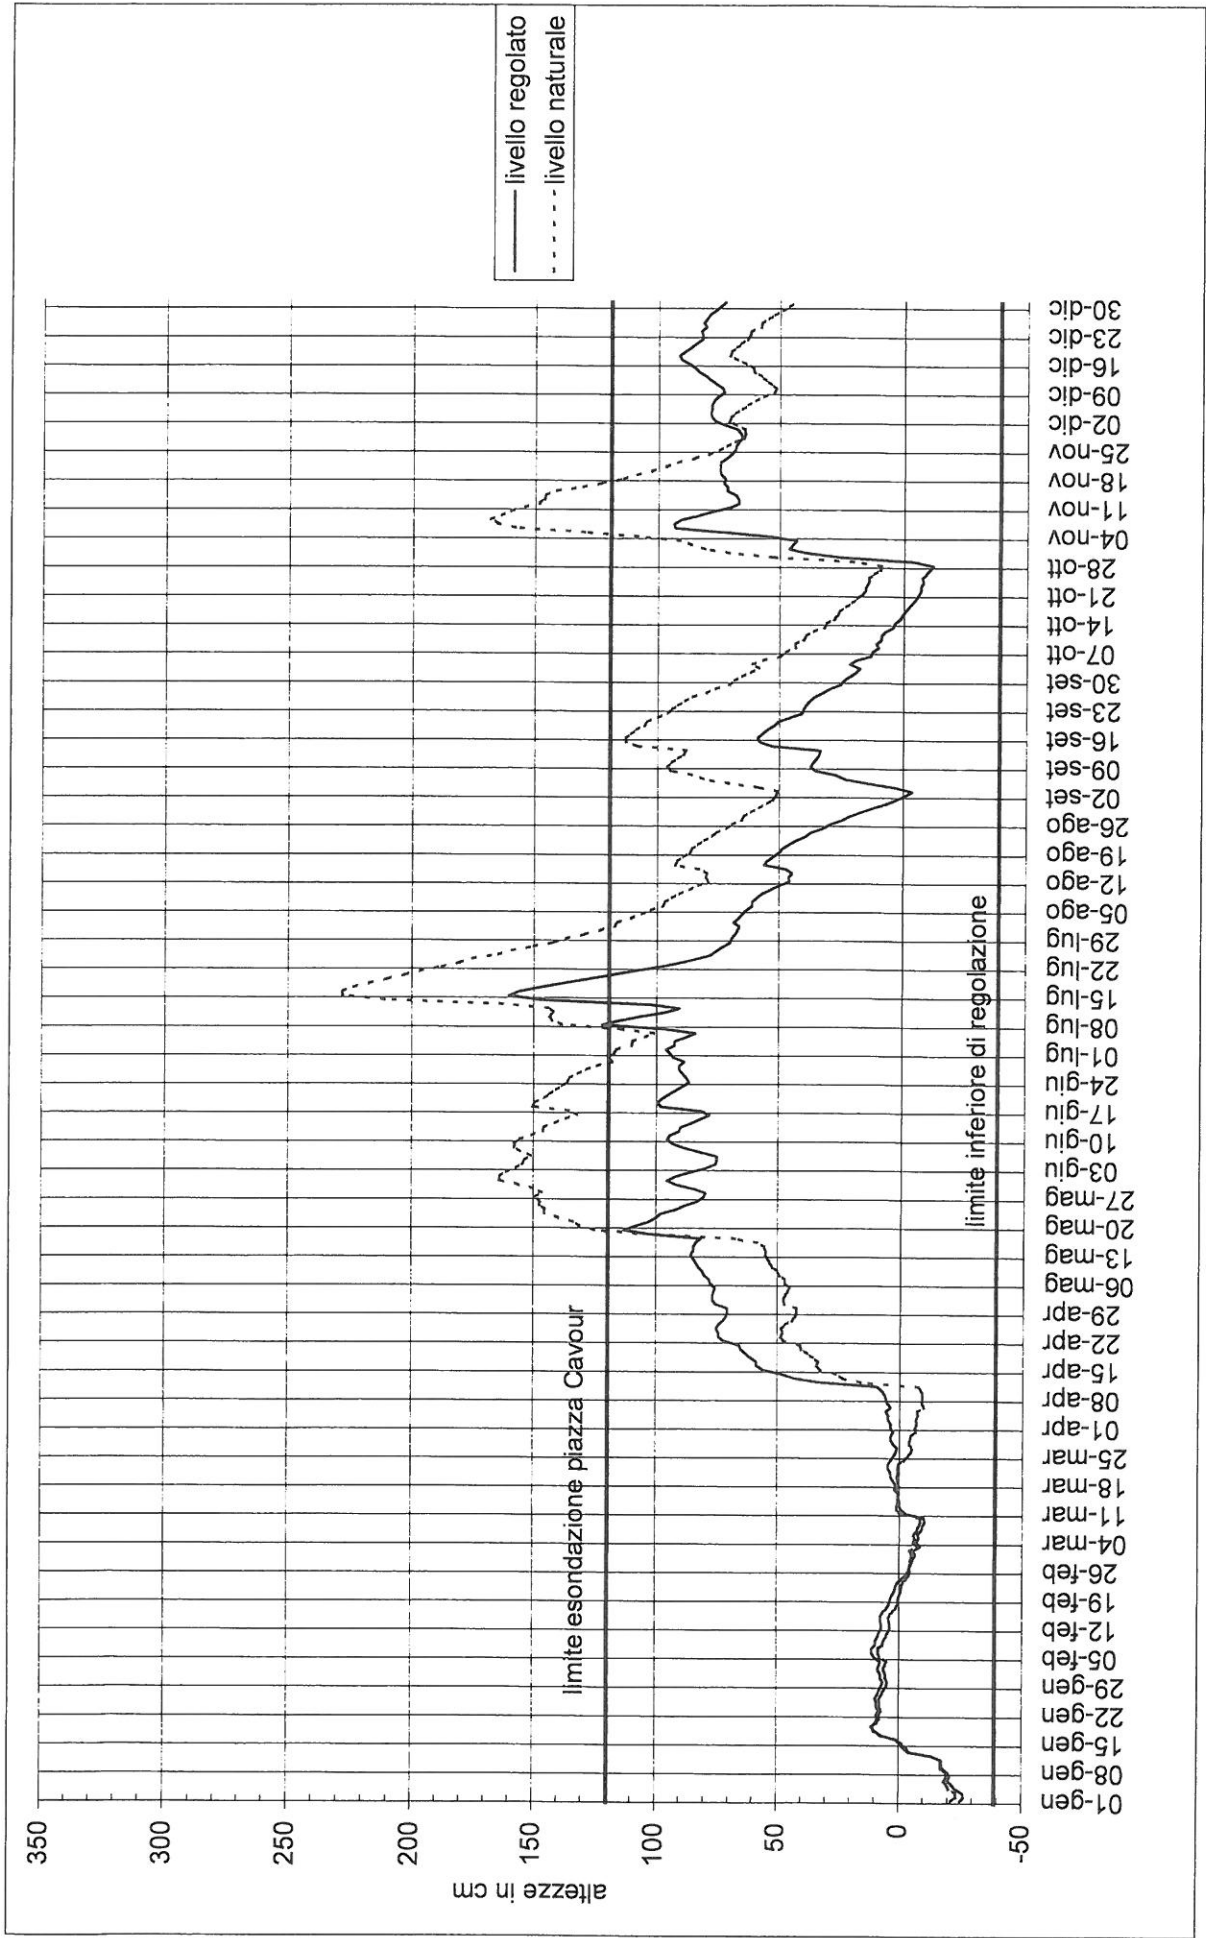 350
300
250
200
150
100
50
0
-50
altezze in cm
limite esondazione piazza Cavour
limite inferiore di regolazione
01-gen
08-gen
15-gen
22-gen
29-gen
05-feb
12-feb
19-feb
26-feb
04-mar
11-mar
18-mar
25-mar
01-apr
08-apr
15-apr
22-apr
29-apr
06-mag
13-mag
20-mag
27-mag
03-giu
10-giu
17-giu
24-giu
01-lug
08-lug
15-lug
22-lug
29-lug
05-ago
12-ago
19-ago
26-ago
02-set
09-set
16-set
23-set
30-set
07-ott
14-ott
21-ott
28-ott
04-nov
11-nov
18-nov
25-nov
02-dic
09-dic
16-dic
23-dic
30-dic
livello regolato
livello naturale